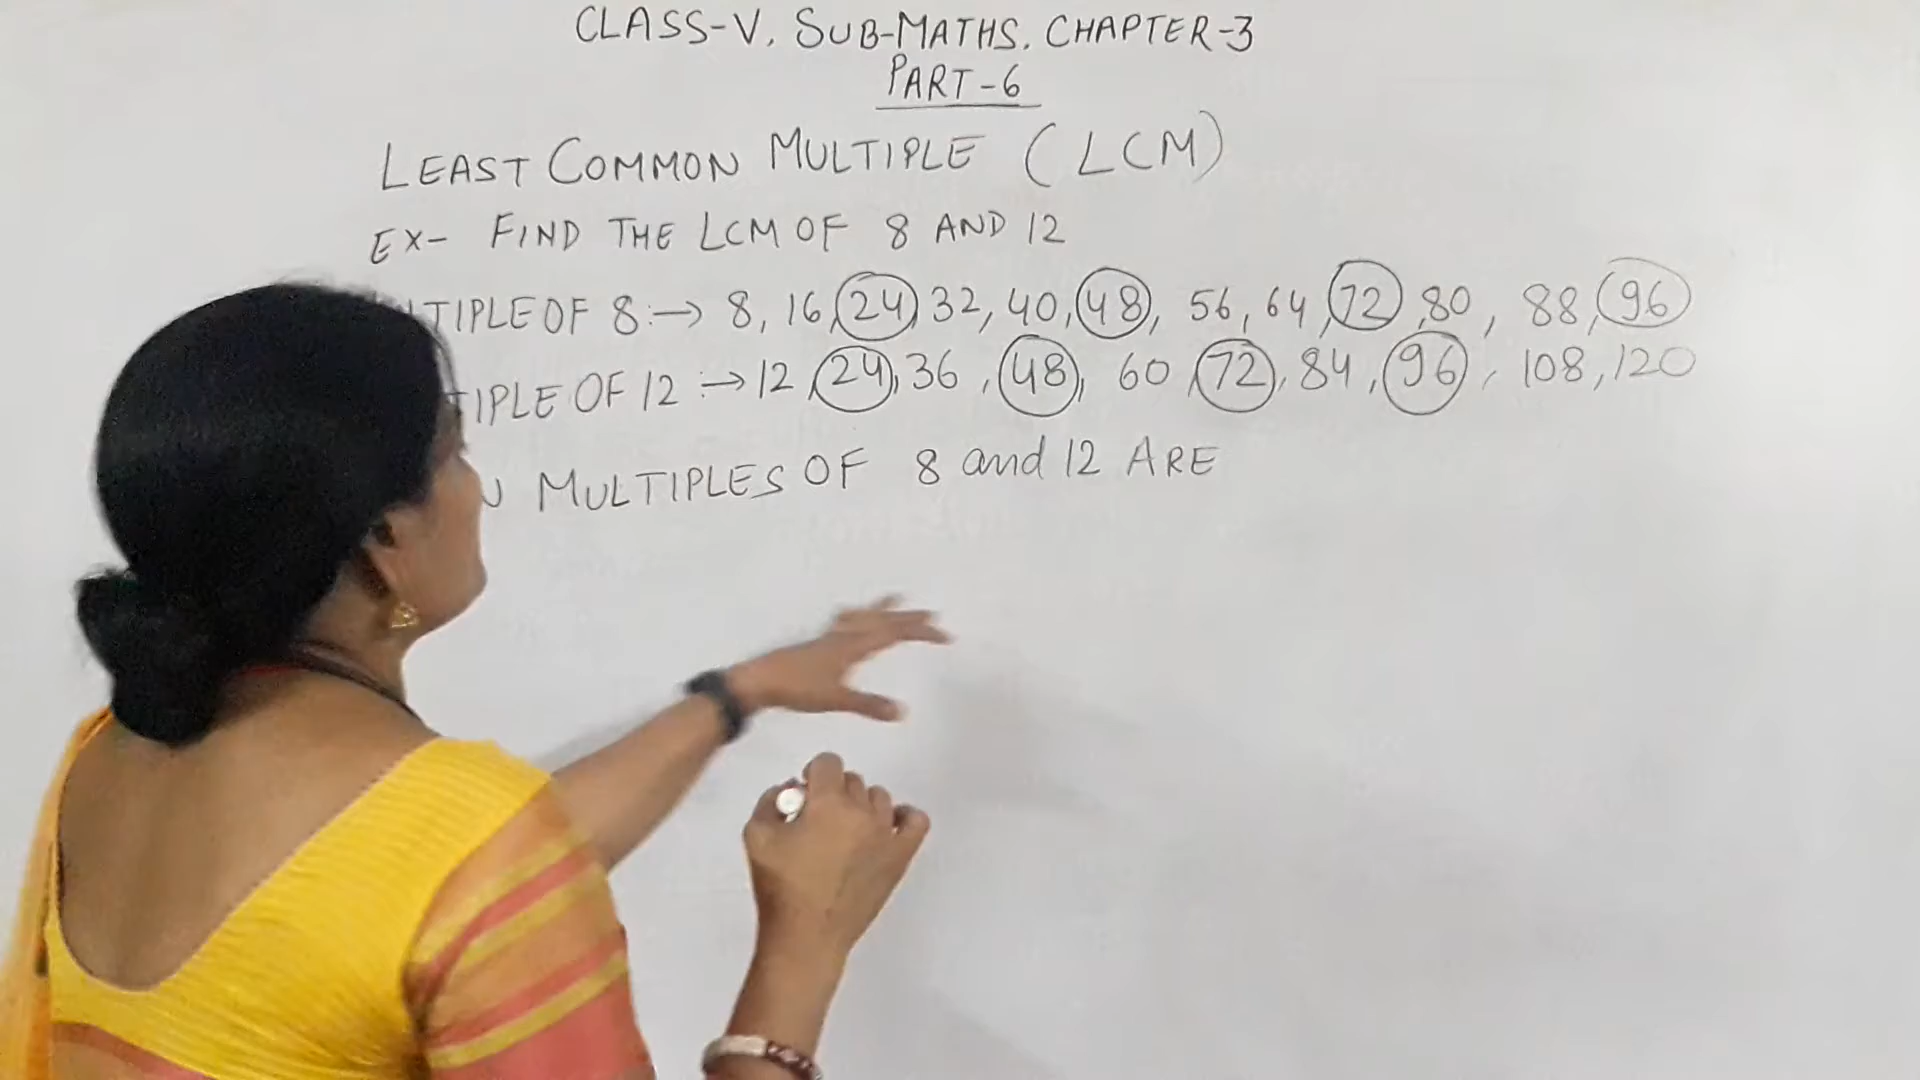 CLASS-V. SUB-MATHS. CHAPTER-3
PART-6
LEAST COMMON MULTIPLE (LCM)
EX- FIND THE LCM OF 8 AND 12
TIPLE OF 8:→ 8, 16, 24, 32, 40, 48, 56, 64, 72, 80, 88, 96
TIPLE OF 12:→ 12, 24, 36, 48, 60, 72, 84, 96, 108, 120
N MULTIPLES OF 8 and 12 ARE